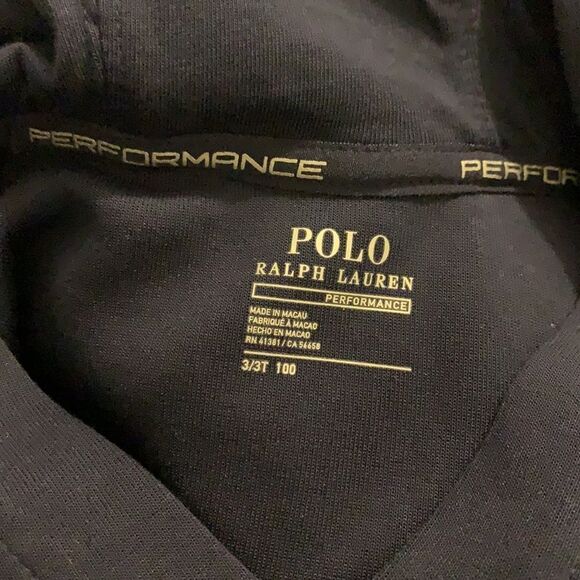 PERFORMANCE PERFOR
POLO
RALPH LAUREN
PERFORMANCE
MADE IN MACAU
FABRIQUÉ À MACAO
HECHO EN MACAO
RN 41381 / CA 56658
3/3T 100